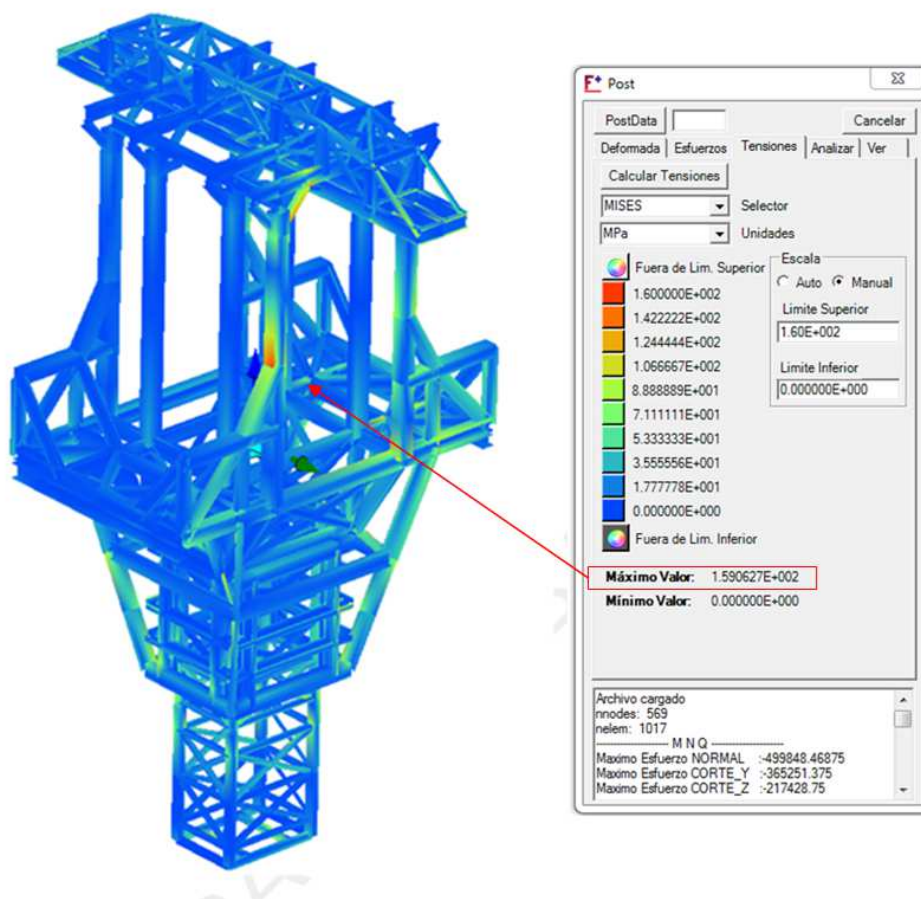 Post
PostData Cancelar
Deformada Esfuerzos Tensiones Analizar Ver
Calcular Tensiones
MISES Selector
MPa Unidades
Fuera de Lim. Superior
1.600000E+002
1.422222E+002
1.244444E+002
1.066667E+002
8.888889E+001
7.111111E+001
5.333333E+001
3.555556E+001
1.777778E+001
0.000000E+000
Fuera de Lim. Inferior
Escala
Auto Manual
Limite Superior
1.60E+002
Limite Inferior
0.000000E+000
Máximo Valor: 1.590627E+002
Mínimo Valor: 0.000000E+000
Archivo cargado
nnodes: 569
nelem: 1017
------------------ M N Q ------------------
Maximo Esfuerzo NORMAL :-499848.46875
Maximo Esfuerzo CORTE_Y :-365251.375
Maximo Esfuerzo CORTE_Z :-217428.75